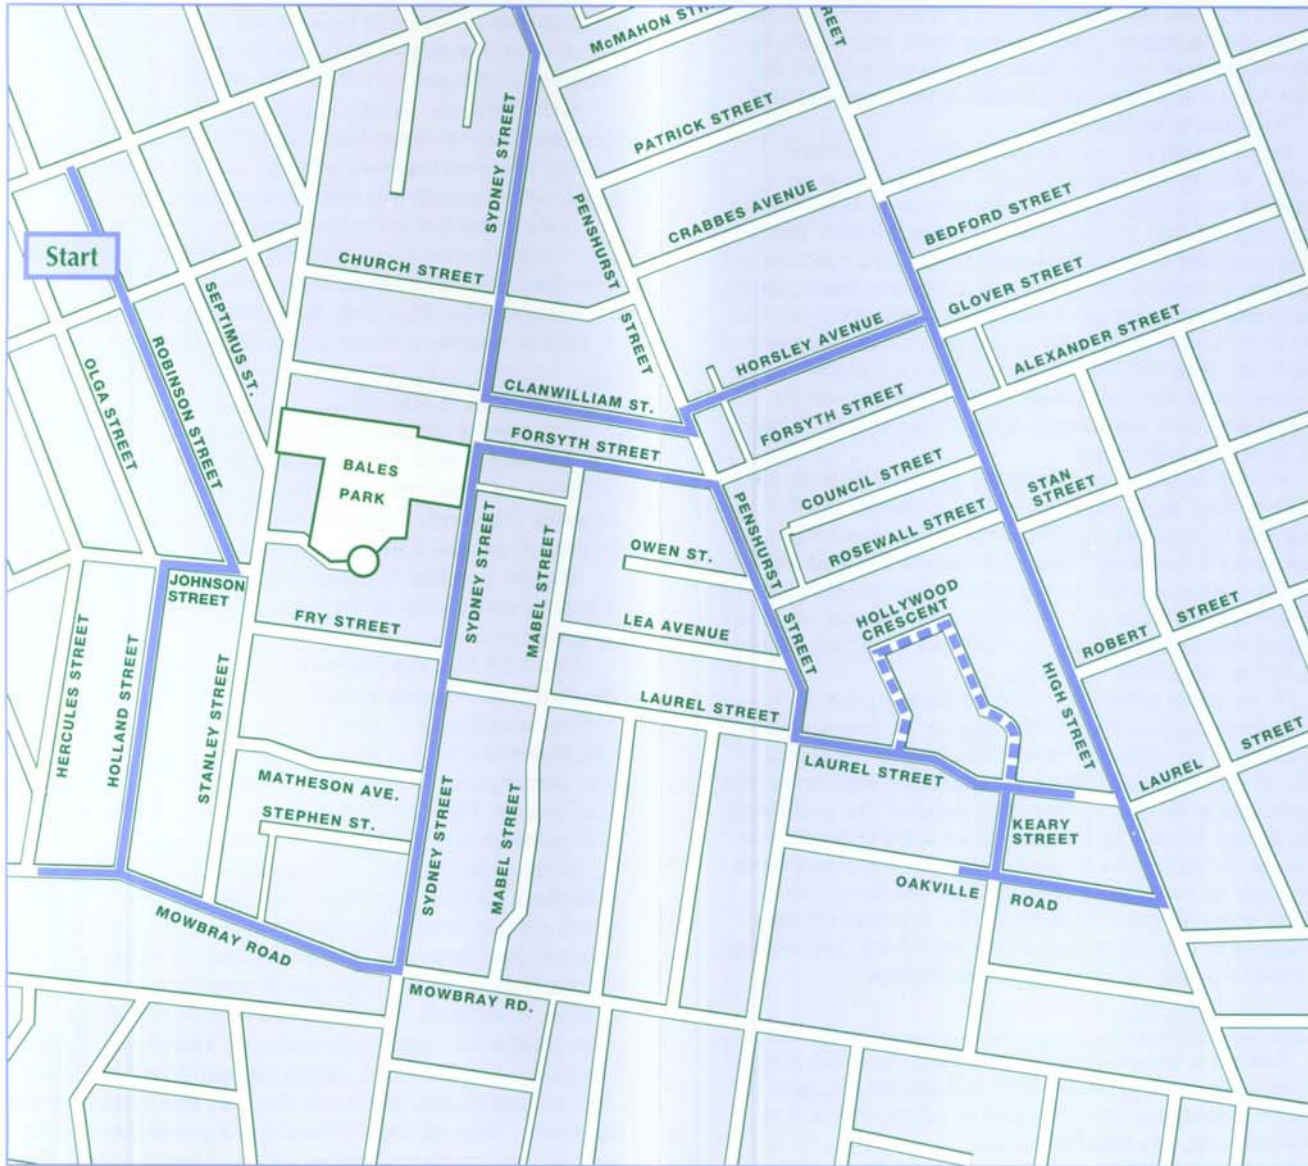 McMAHON STR
REET
PATRICK STREET
SYDNEY STREET
PENSHURST
STREET
CRABBES AVENUE
BEDFORD STREET
Start
CHURCH STREET
SEPTIMUS ST.
GLOVER STREET
HORSLEY AVENUE
ALEXANDER STREET
ROBINSON STREET
OLGA STREET
CLANWILLIAM ST.
FORSYTH STREET
FORSYTH STREET
BALES
PARK
COUNCIL STREET
STAN
STREET
PENSHURST
STREET
ROSEWALL STREET
SYDNEY STREET
MABEL STREET
OWEN ST.
JOHNSON
STREET
FRY STREET
LEA AVENUE
HOLLYWOOD
CRESCENT
ROBERT
STREET
HERCULES STREET
HOLLAND STREET
STANLEY STREET
LAUREL STREET
HIGH STREET
LAUREL STREET
LAUREL
STREET
MATHESON AVE.
STEPHEN ST.
SYDNEY STREET
MABEL STREET
KEARY
STREET
OAKVILLE
ROAD
MOWBRAY ROAD
MOWBRAY RD.